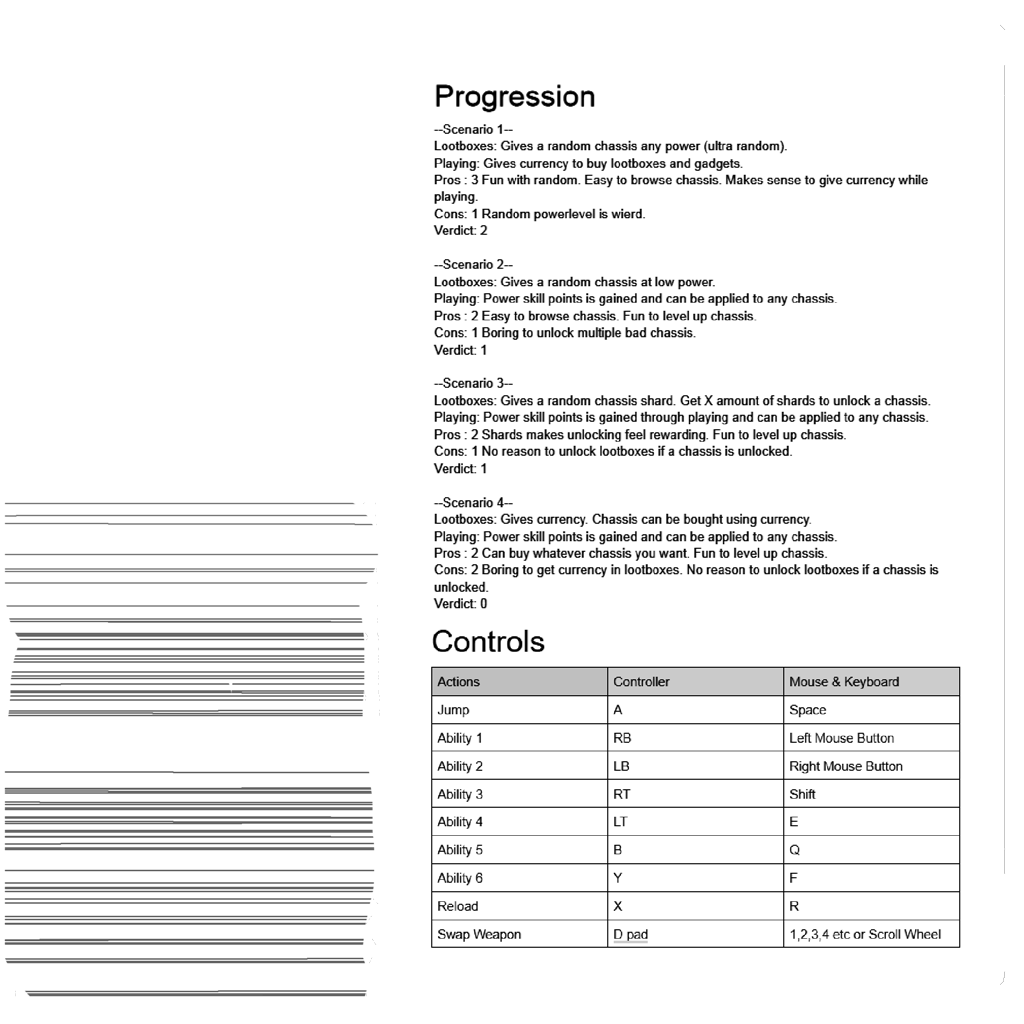 Progression
--Scenario 1--
Lootboxes: Gives a random chassis any power (ultra random).
Playing: Gives currency to buy lootboxes and gadgets.
Pros : 3 Fun with random. Easy to browse chassis. Makes sense to give currency while
playing.
Cons: 1 Random powerlevel is wierd.
Verdict: 2
--Scenario 2--
Lootboxes: Gives a random chassis at low power.
Playing: Power skill points is gained and can be applied to any chassis.
Pros : 2 Easy to browse chassis. Fun to level up chassis.
Cons: 1 Boring to unlock multiple bad chassis.
Verdict: 1
--Scenario 3--
Lootboxes: Gives a random chassis shard. Get X amount of shards to unlock a chassis.
Playing: Power skill points is gained through playing and can be applied to any chassis.
Pros : 2 Shards makes unlocking feel rewarding. Fun to level up chassis.
Cons: 1 No reason to unlock lootboxes if a chassis is unlocked.
Verdict: 1
--Scenario 4--
Lootboxes: Gives currency. Chassis can be bought using currency.
Playing: Power skill points is gained and can be applied to any chassis.
Pros : 2 Can buy whatever chassis you want. Fun to level up chassis.
Cons: 2 Boring to get currency in lootboxes. No reason to unlock lootboxes if a chassis is
unlocked.
Verdict: 0
Controls
Actions Controller Mouse & Keyboard
Jump A Space
Ability 1 RB Left Mouse Button
Ability 2 LB Right Mouse Button
Ability 3 RT Shift
Ability 4 LT E
Ability 5 B Q
Ability 6 Y F
Reload X R
Swap Weapon D pad 1,2,3,4 etc or Scroll Wheel